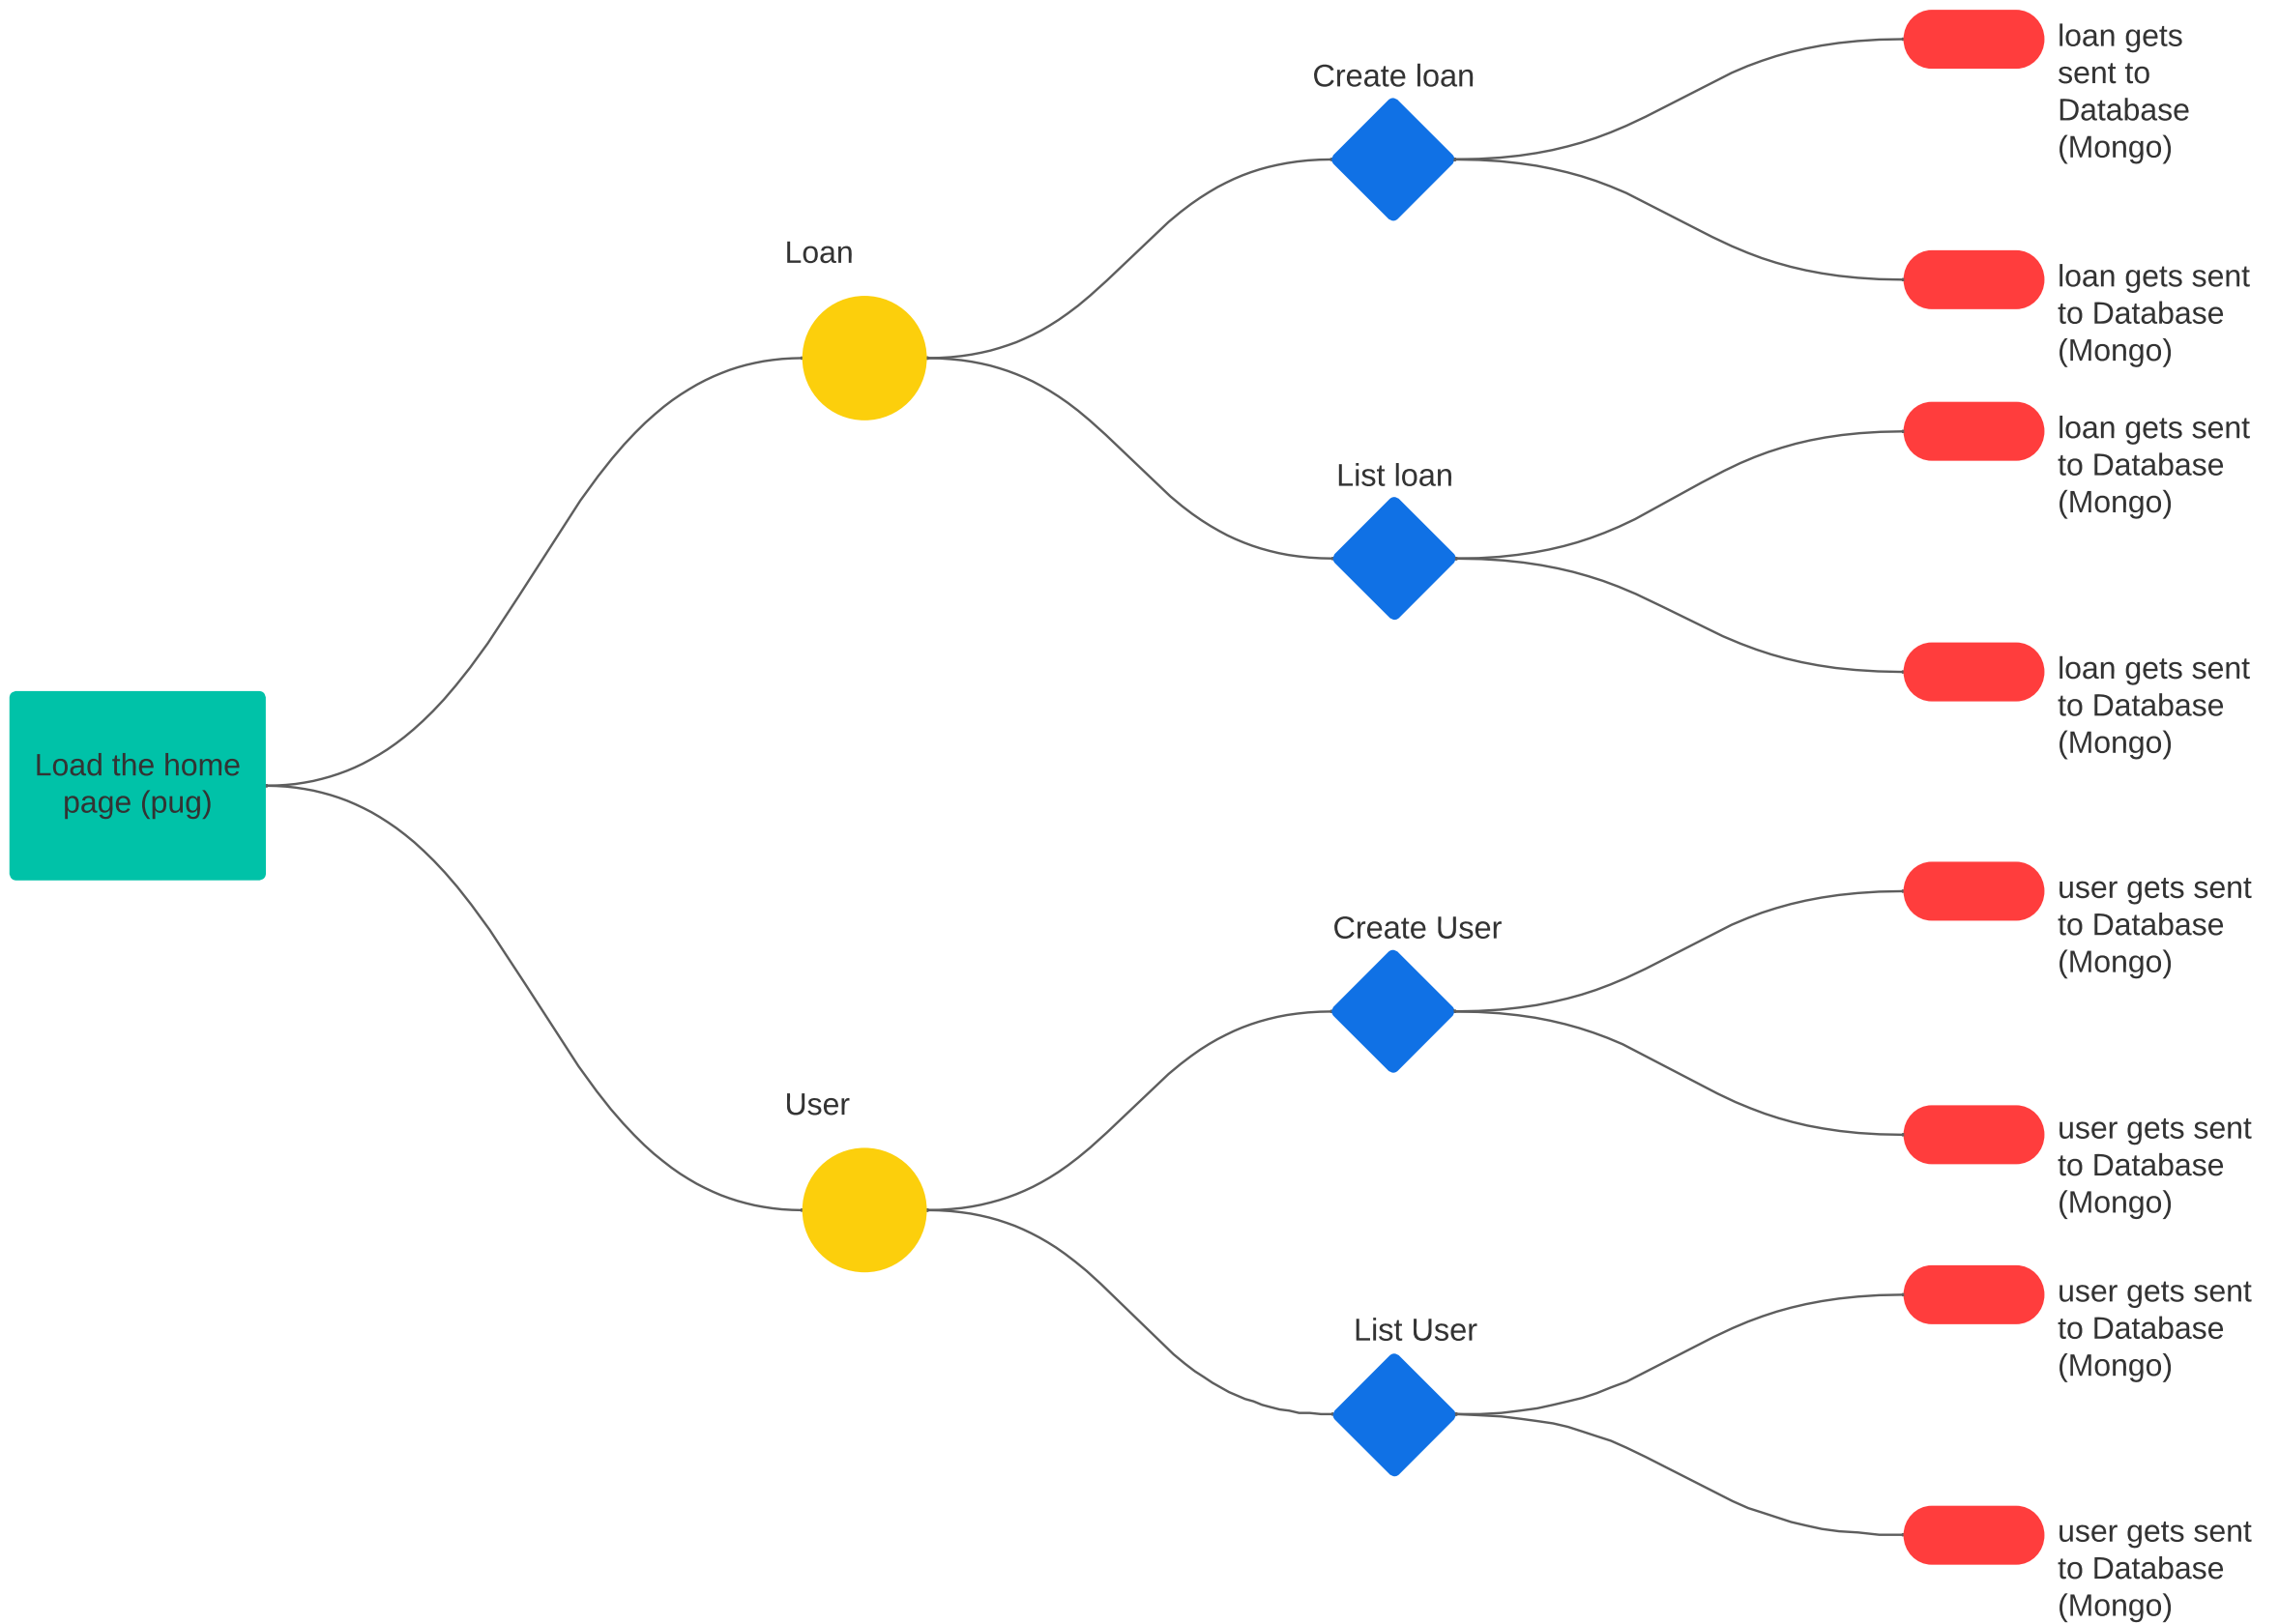 loan gets
sent to
Database
(Mongo)
Create loan
Loan
loan gets sent
to Database
(Mongo)
loan gets sent
to Database
(Mongo)
List loan
loan gets sent
to Database
(Mongo)
Load the home
page (pug)
user gets sent
to Database
(Mongo)
Create User
User
user gets sent
to Database
(Mongo)
user gets sent
to Database
(Mongo)
List User
user gets sent
to Database
(Mongo)